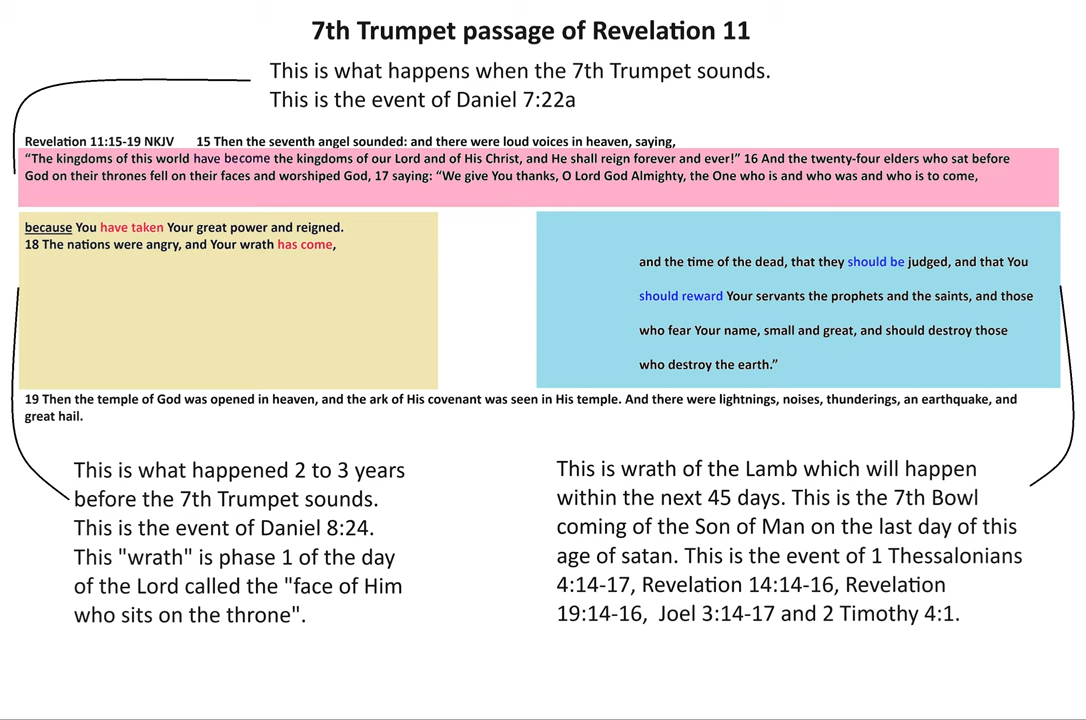 7th Trumpet passage of Revelation 11
This is what happens when the 7th Trumpet sounds.
This is the event of Daniel 7:22a
Revelation 11:15-19 NKJV 15 Then the seventh angel sounded: and there were loud voices in heaven, saying,
“The kingdoms of this world have become the kingdoms of our Lord and of His Christ, and He shall reign forever and ever!” 16 And the twenty-four elders who sat before
God on their thrones fell on their faces and worshiped God, 17 saying: “We give You thanks, O Lord God Almighty, the One who is and who was and who is to come,
because You have taken Your great power and reigned.
18 The nations were angry, and Your wrath has come,
and the time of the dead, that they should be judged, and that You
should reward Your servants the prophets and the saints, and those
who fear Your name, small and great, and should destroy those
who destroy the earth.”
19 Then the temple of God was opened in heaven, and the ark of His covenant was seen in His temple. And there were lightnings, noises, thunderings, an earthquake, and
great hail.
This is what happened 2 to 3 years
before the 7th Trumpet sounds.
This is the event of Daniel 8:24.
This "wrath" is phase 1 of the day
of the Lord called the "face of Him
who sits on the throne".
This is wrath of the Lamb which will happen
within the next 45 days. This is the 7th Bowl
coming of the Son of Man on the last day of this
age of satan. This is the event of 1 Thessalonians
4:14-17, Revelation 14:14-16, Revelation
19:14-16, Joel 3:14-17 and 2 Timothy 4:1.